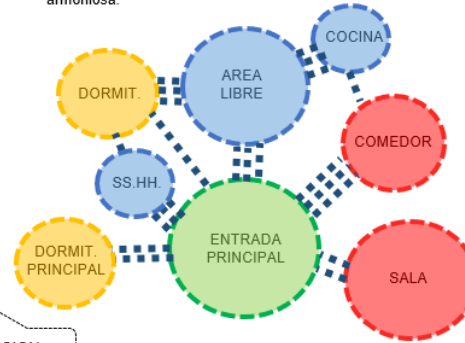 armoniosa.
COCINA
AREA
LIBRE
DORMIT.
COMEDOR
SS.HH.
ENTRADA
PRINCIPAL
DORMIT.
PRINCIPAL
SALA